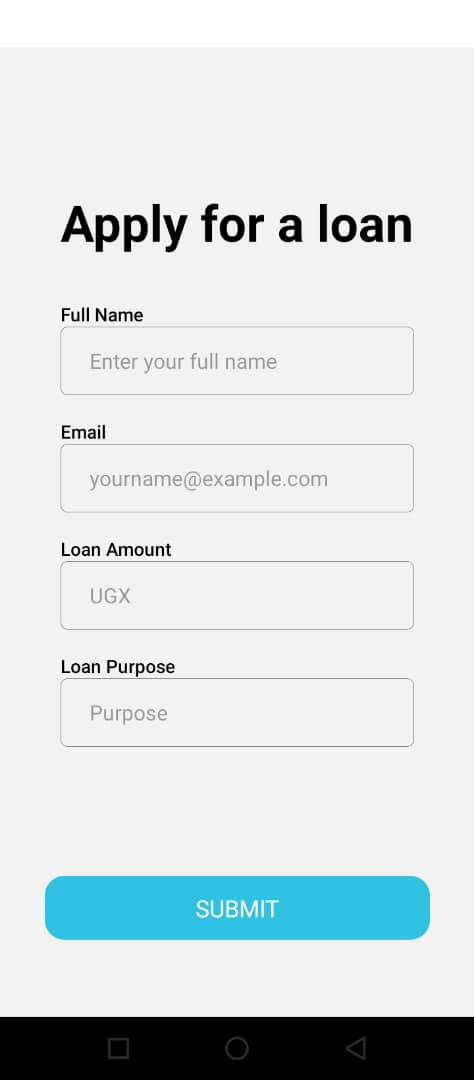 Apply for a loan
Full Name
Enter your full name
Email
yourname@example.com
Loan Amount
UGX
Loan Purpose
Purpose
SUBMIT